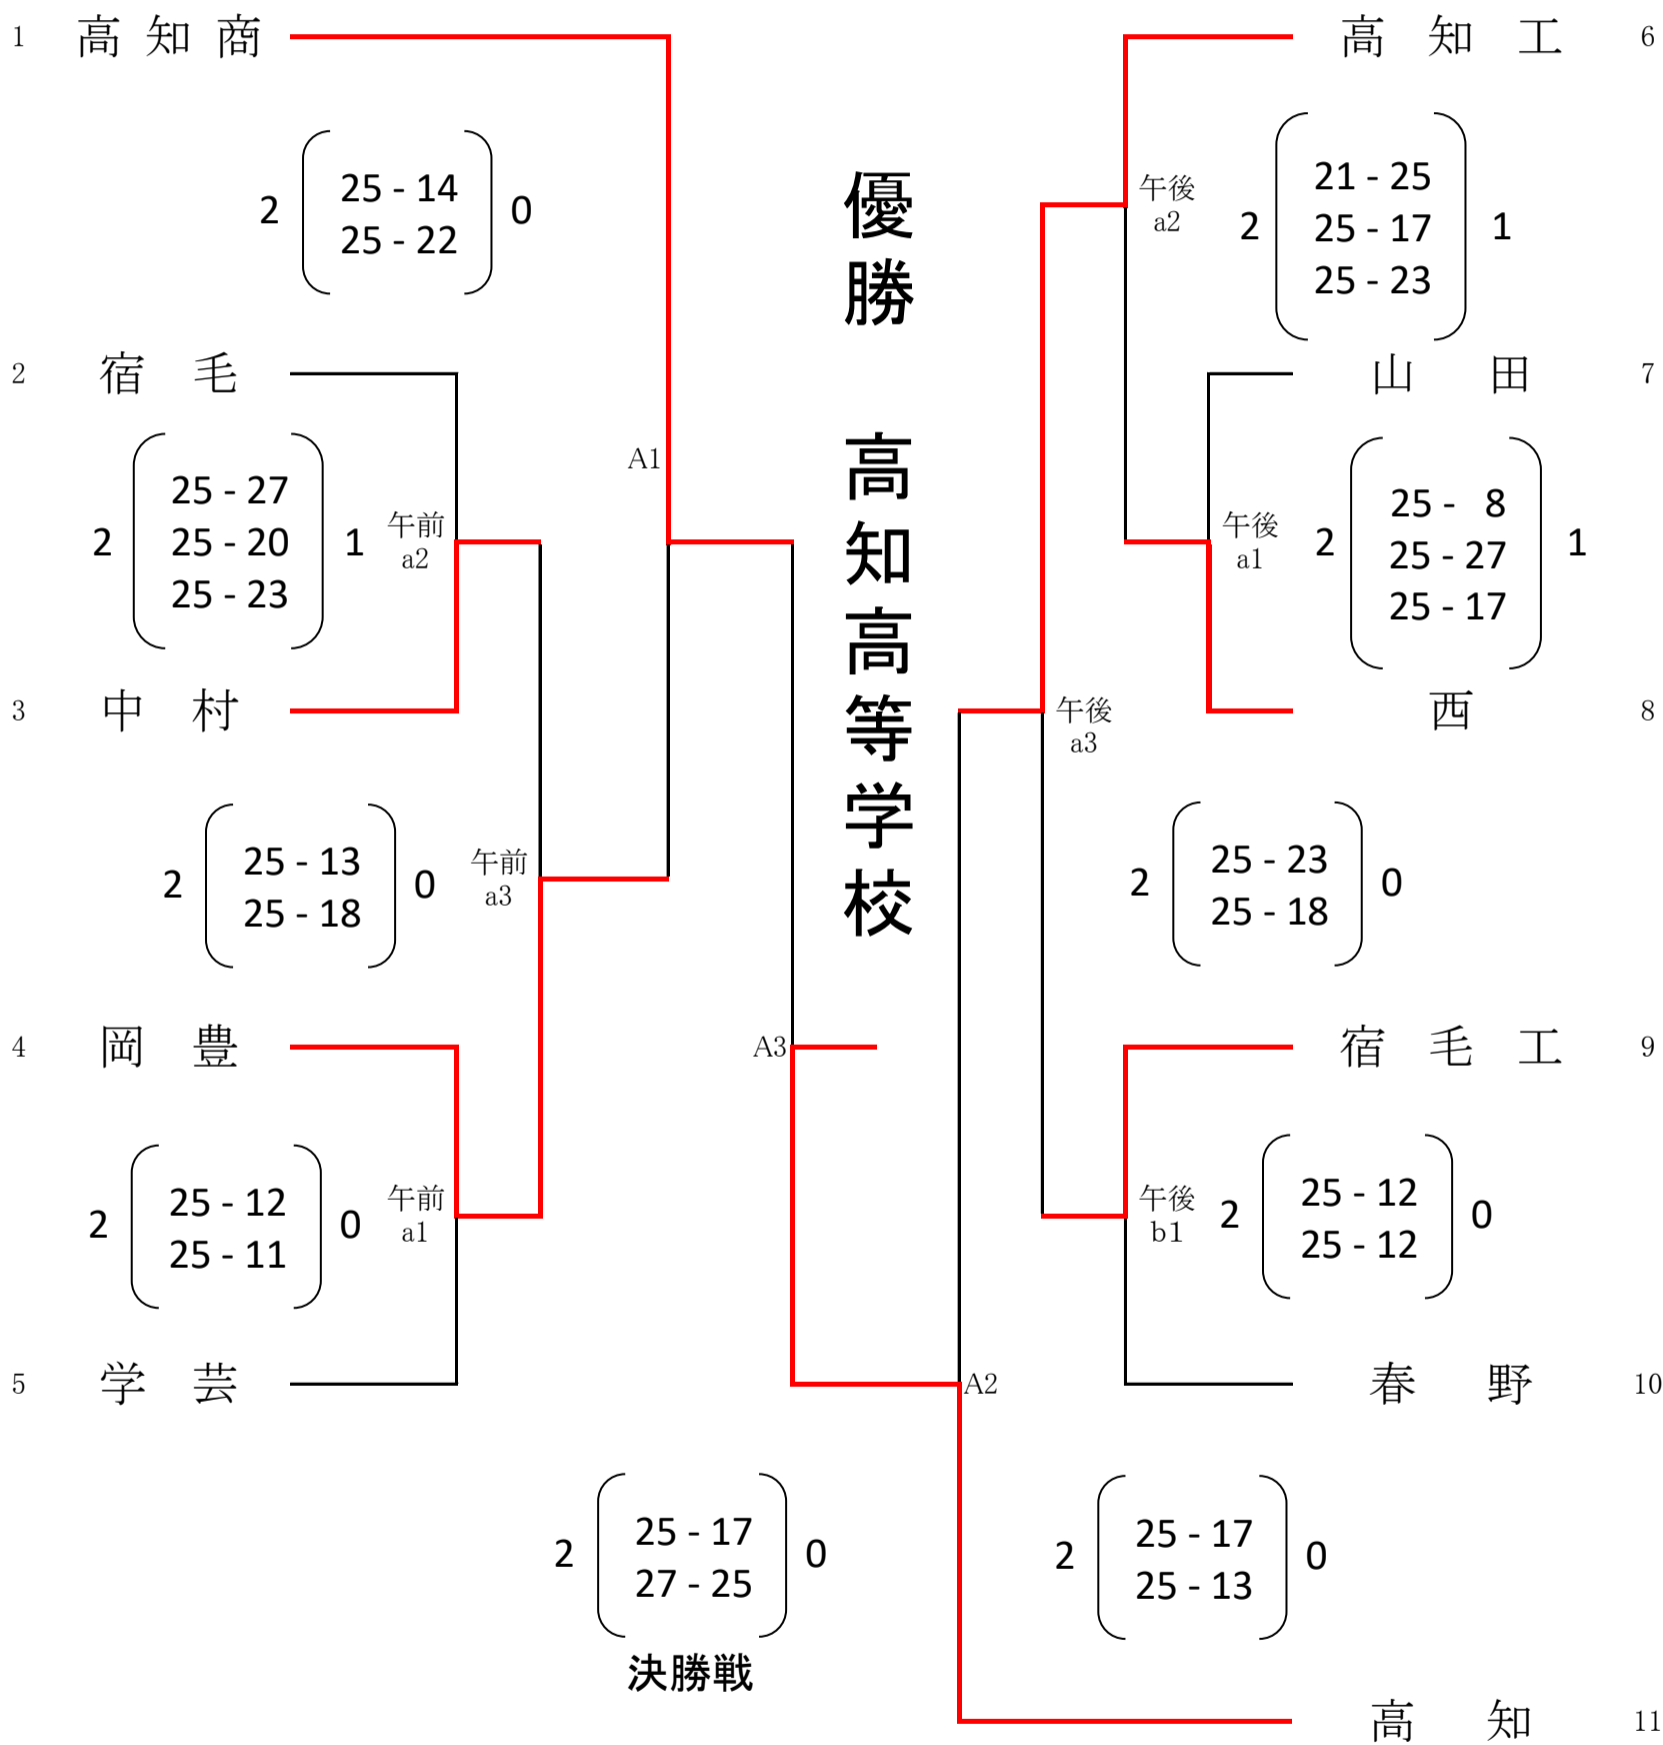 1 高知商
2 ( 25 - 14 ) 0
25 - 22
2 宿毛
2 ( 25 - 27 ) 1
25 - 20
25 - 23
午前
a2
A1
3 中村
2 ( 25 - 13 ) 0
25 - 18
午前
a3
4 岡豊
2 ( 25 - 12 ) 0
25 - 11
午前
a1
5 学芸
A3
優勝 高知高等学校
2 ( 25 - 17 ) 0
27 - 25
決勝戦
高知工 6
午後
a2
2 ( 21 - 25 ) 1
25 - 17
25 - 23
山田 7
午後
a1
2 ( 25 - 8 ) 1
25 - 27
25 - 17
西 8
午後
a3
2 ( 25 - 23 ) 0
25 - 18
宿毛工 9
午後
b1
2 ( 25 - 12 ) 0
25 - 12
春野 10
A2
2 ( 25 - 17 ) 0
25 - 13
高知 11